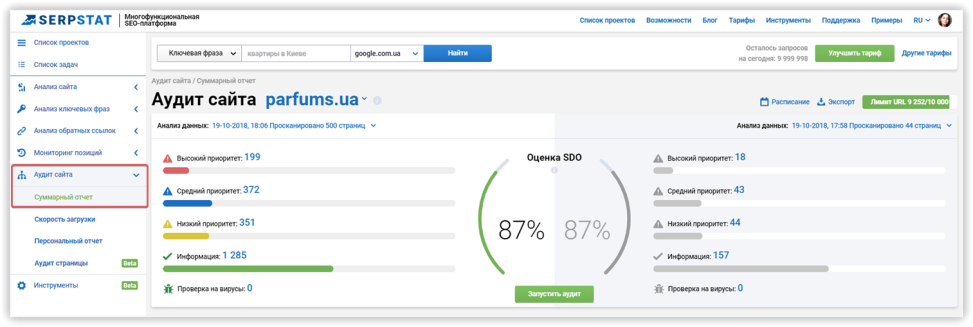 SERPSTAT
Многофункциональная
SEO-платформа
Список проектов Возможности Блог Тарифы Инструменты Поддержка Примеры RU
Список проектов
Список задач
Анализ сайта
Анализ ключевых фраз
Анализ обратных ссылок
Мониторинг позиций
Аудит сайта
Суммарный отчет
Скорость загрузки
Персональный отчет
Аудит страницы Beta
Инструменты Beta
Ключевая фраза квартиры в Киеве google.com.ua Найти
Осталось запросов
на сегодня: 9 999 998
Улучшить тариф Другие тарифы
Аудит сайта / Суммарный отчет
Аудит сайта parfums.ua
Расписание Экспорт Лимит URL 9 252/10 000
Анализ данных: 19-10-2018, 18:06 Просканировано 500 страниц
Анализ данных: 19-10-2018, 17:58 Просканировано 44 страниц
Высокий приоритет: 199
Средний приоритет: 372
Низкий приоритет: 351
Информация: 1 285
Проверка на вирусы: 0
Оценка SDO
87% 87%
Запустить аудит
Высокий приоритет: 18
Средний приоритет: 43
Низкий приоритет: 44
Информация: 157
Проверка на вирусы: 0